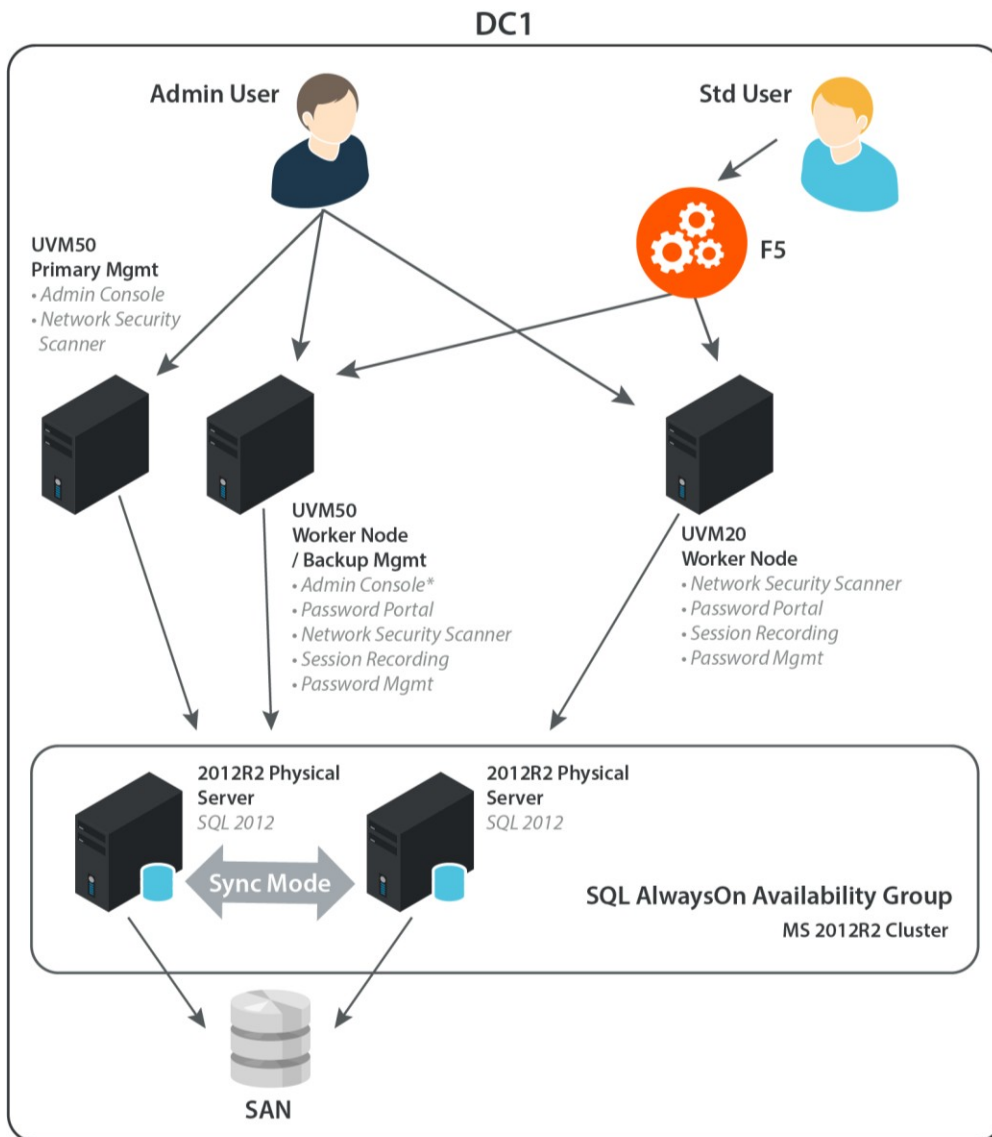 DC1
Admin User
Std User
F5
UVM50
Primary Mgmt
• Admin Console
• Network Security
Scanner
UVM50
Worker Node
/ Backup Mgmt
• Admin Console*
• Password Portal
• Network Security Scanner
• Session Recording
• Password Mgmt
UVM20
Worker Node
• Network Security Scanner
• Password Portal
• Session Recording
• Password Mgmt
2012R2 Physical
Server
SQL 2012
2012R2 Physical
Server
SQL 2012
Sync Mode
SQL AlwaysOn Availability Group
MS 2012R2 Cluster
SAN